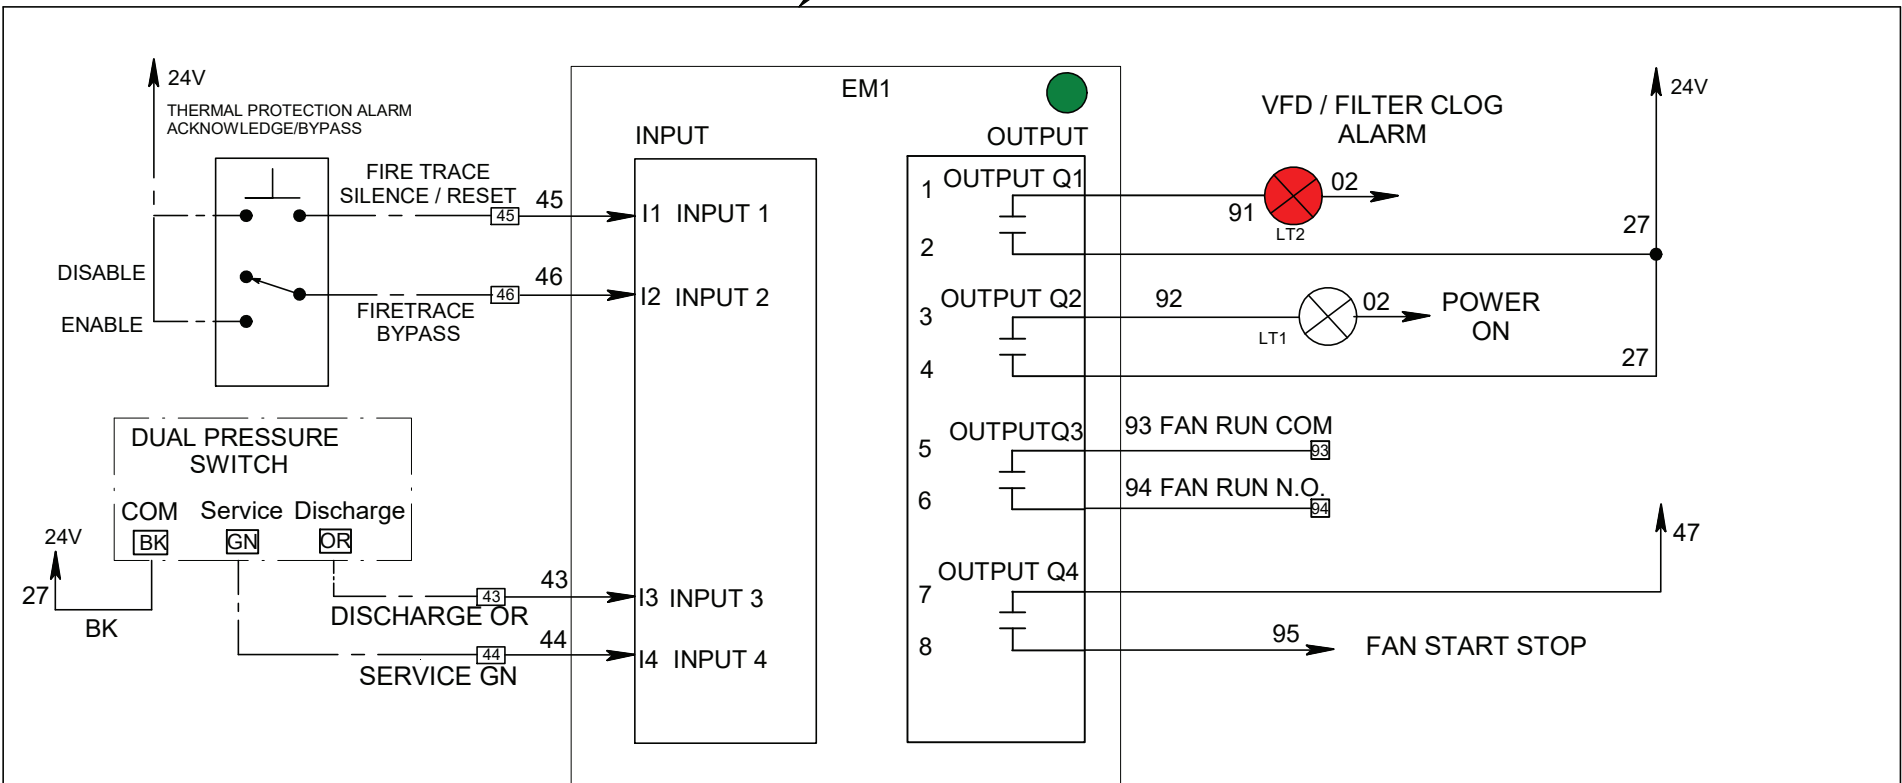 24V
THERMAL PROTECTION ALARM
ACKNOWLEDGE/BYPASS
FIRE TRACE
SILENCE / RESET
45
45
DISABLE
ENABLE
46
46
FIRETRACE
BYPASS
DUAL PRESSURE
SWITCH
COM
Service
Discharge
BK
GN
OR
24V
27
BK
43
43
DISCHARGE OR
44
44
SERVICE GN
EM1
INPUT
I1 INPUT 1
I2 INPUT 2
I3 INPUT 3
I4 INPUT 4
OUTPUT
1
OUTPUT Q1
2
3
OUTPUT Q2
4
5
OUTPUTQ3
6
7
OUTPUT Q4
8
VFD / FILTER CLOG
ALARM
91
LT2
02
24V
27
92
LT1
02
POWER
ON
27
93 FAN RUN COM
93
94 FAN RUN N.O.
94
47
95
FAN START STOP